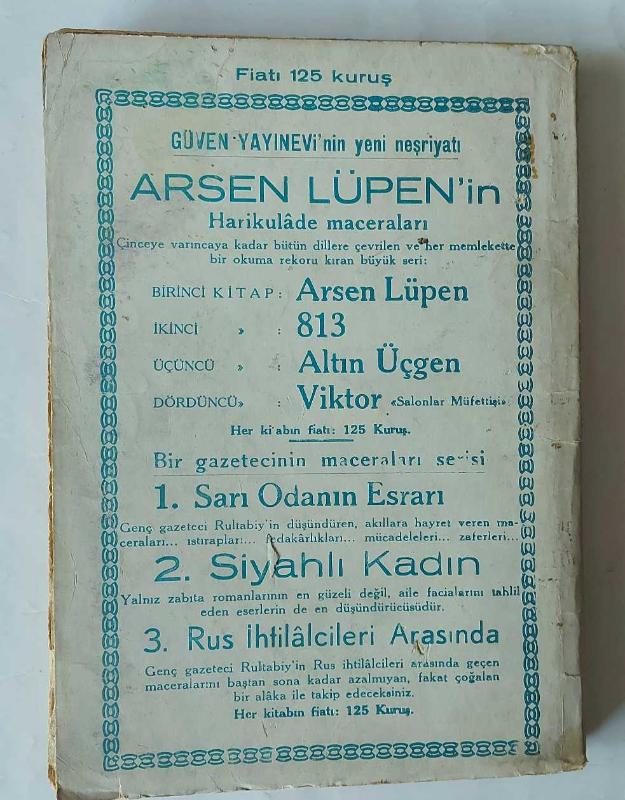 Fiatı 125 kuruş
GÜVEN YAYINEVi'nin yeni neşriyatı
ARSEN LÜPEN'in
Harikulâde maceraları
Çinceye varıncaya kadar bütün dillere çevrilen ve her memlekette
bir okuma rekoru kıran büyük seri:
BİRİNCİ KİTAP: Arsen Lüpen
İKİNCİ » : 813
ÜÇÜNCÜ » : Altın Üçgen
DÖRDÜNCÜ» : Viktor «Salonlar Müfettişi»
Her kitabın fiatı: 125 Kuruş.
Bir gazetecinin maceraları serisi
1. Sarı Odanın Esrarı
Genç gazeteci Rultabiy'in düşündüren, akıllara hayret veren ma-
ceraları... ıstırapları... fedakârlıkları... mücadeleleri... zaferleri...
2. Siyahlı Kadın
Yalnız zabıta romanlarının en güzeli değil, aile facialarını tahlil
eden eserlerin de en düşündürücüsüdür.
3. Rus İhtilâlcileri Arasında
Genç gazeteci Rultabiy'in Rus ihtilâlcileri arasında geçen
maceralarını baştan sona kadar azalmıyan, fakat çoğalan
bir alâka ile takip edeceksiniz.
Her kitabın fiatı: 125 Kuruş.